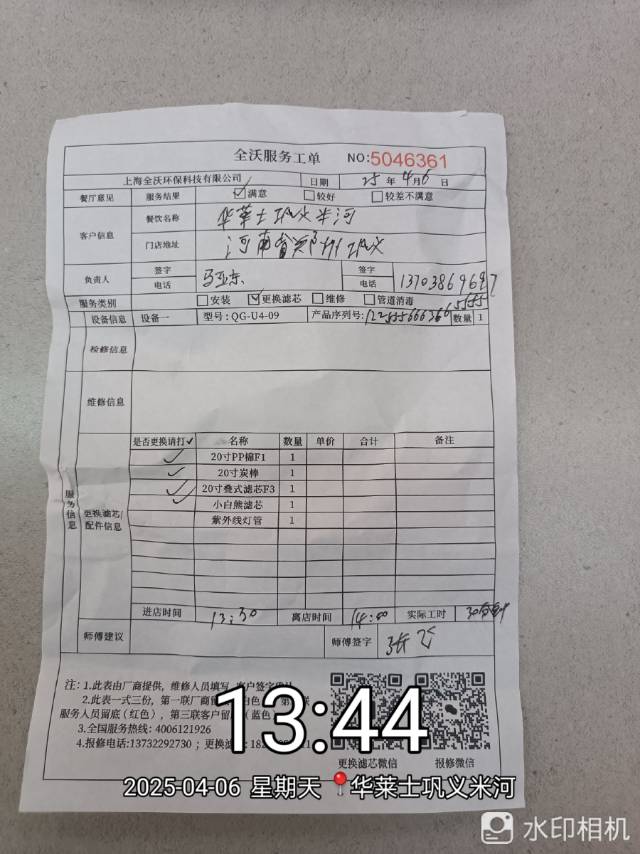 全沃服务工单 NO:5046361
上海全沃环保科技有限公司 日期 25年4月6日
餐厅意见 服务结果 ☑满意 □较好 □较差不满意
客户信息 餐饮名称 华莱士巩义米河
门店地址 河南省郑州巩义
负责人 签字 电话 马亚东 签字 电话 13703869697
服务类别 □安装 ☑更换滤芯 □维修 □管道消毒
设备信息 设备一 型号:QG-U4-09 产品序列号: 数量 1
检修信息
维修信息
服务信息
更换滤芯/配件信息
是否更换请打✓ 名称 数量 单价 合计 备注
✓ 20寸PP棉F1 1
✓ 20寸炭棒 1
✓ 20寸叠式滤芯F3 1
✓ 小白熊滤芯 1
紫外线灯管 1
进店时间 13:30 离店时间 14:00 实际工时 30分钟
师傅建议 师傅签字 张飞
注:1.此表由厂商提供,维修人员填写,客户签字
2.此表一式三份,第一联厂商留 白色
服务人员留底(红色),第三联客户留 (蓝色
3.全国服务热线:4006121926
4.报修电话:13732292730;更换滤
更换滤芯微信 报修微信
13:44
2025-04-06 星期天 华莱士巩义米河
水印相机